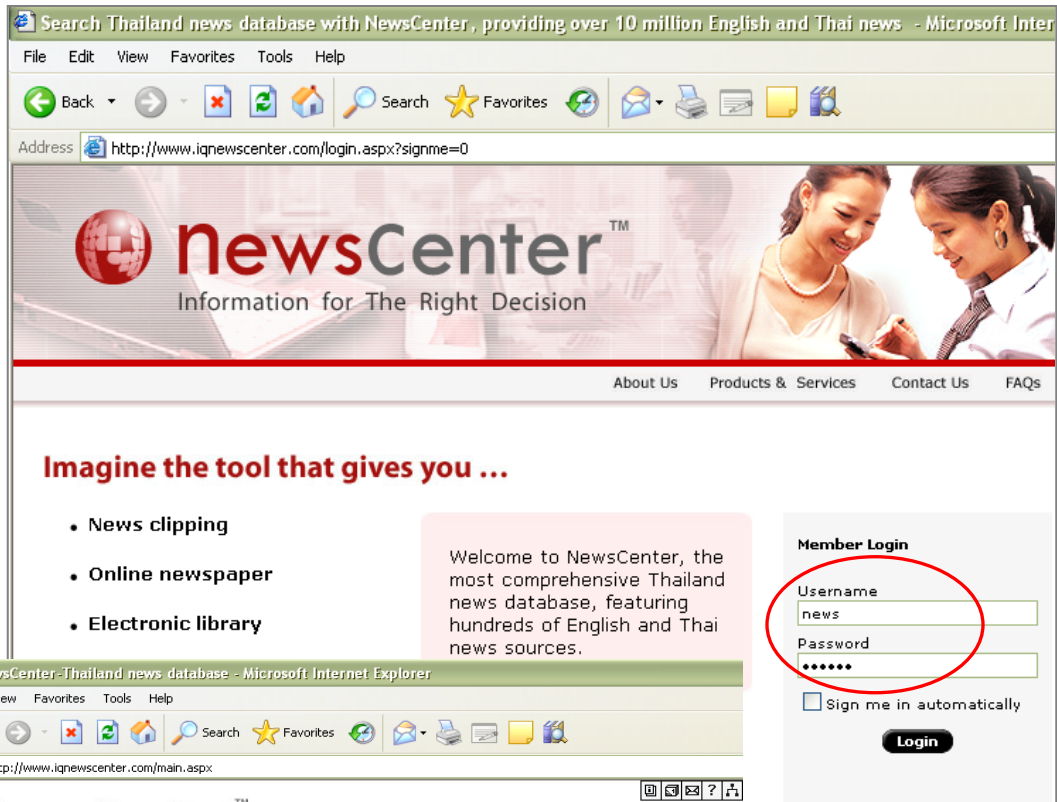 Search Thailand news database with NewsCenter, providing over 10 million English and Thai news - Microsoft Inter
File Edit View Favorites Tools Help
Back Search Favorites
Address http://www.iqnewscenter.com/login.aspx?signme=0
newsCenter™
Information for The Right Decision
About Us Products & Services Contact Us FAQs
Imagine the tool that gives you ...
• News clipping
• Online newspaper
• Electronic library
Welcome to NewsCenter, the
most comprehensive Thailand
news database, featuring
hundreds of English and Thai
news sources.
Member Login
Username
news
Password
••••••
Sign me in automatically
Login
wsCenter-Thailand news database - Microsoft Internet Explorer
ew Favorites Tools Help
Search Favorites
tp://www.iqnewscenter.com/main.aspx
?
TM